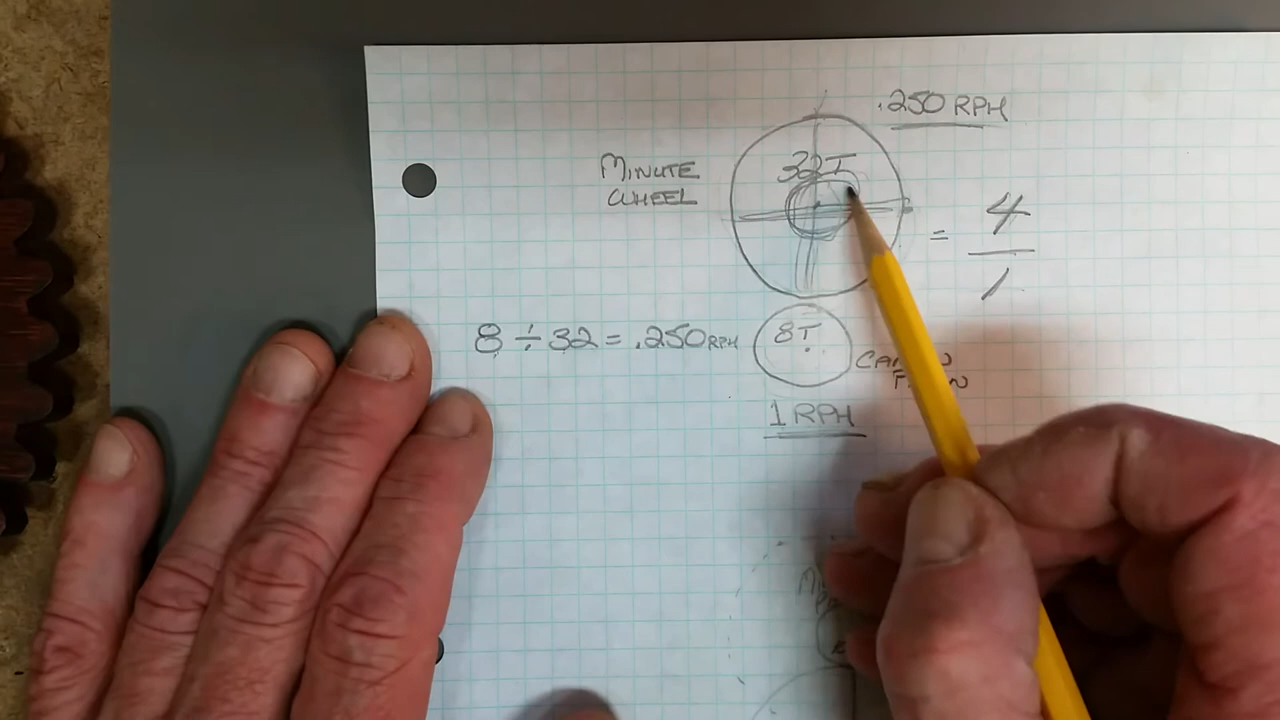 .250 RPH
MINUTE
WHEEL
32T
= 4
1
8 ÷ 32 = .250 RPH
8T
1 RPH